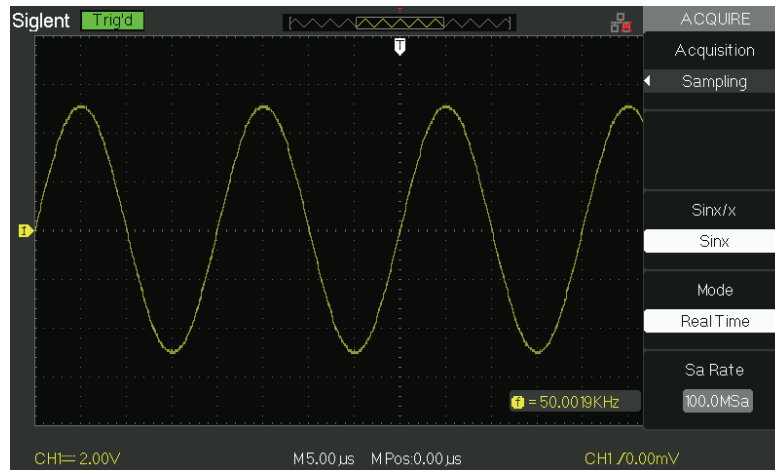 Siglent Trig'd
T
T
ACQUIRE
Acquisition
Sampling
Sinx/x
Sinx
Mode
Real Time
Sa Rate
100.0MSa
f = 50.0019KHz
CH1 2.00V M5.00µs M Pos:0.00µs CH1 0.00mV